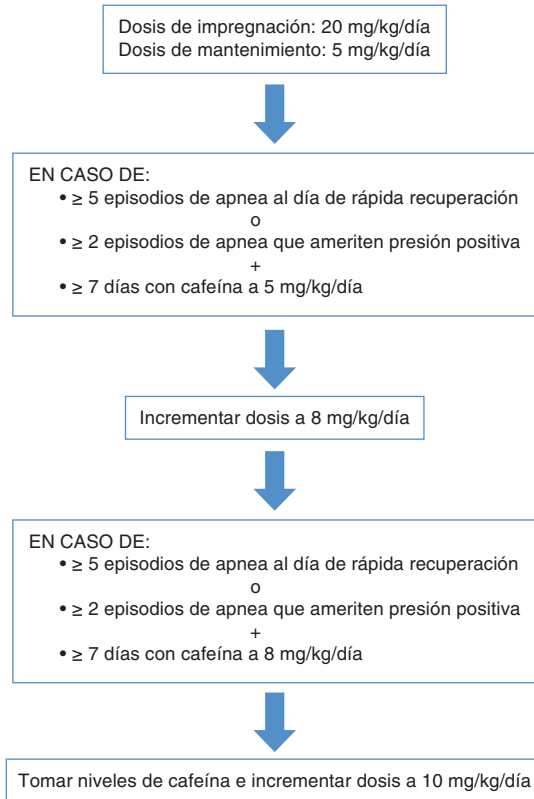 Dosis de impregnación: 20 mg/kg/día
Dosis de mantenimiento: 5 mg/kg/día
EN CASO DE:
• ≥ 5 episodios de apnea al día de rápida recuperación
o
• ≥ 2 episodios de apnea que ameriten presión positiva
+
• ≥ 7 días con cafeína a 5 mg/kg/día
Incrementar dosis a 8 mg/kg/día
EN CASO DE:
• ≥ 5 episodios de apnea al día de rápida recuperación
o
• ≥ 2 episodios de apnea que ameriten presión positiva
+
• ≥ 7 días con cafeína a 8 mg/kg/día
Tomar niveles de cafeína e incrementar dosis a 10 mg/kg/día